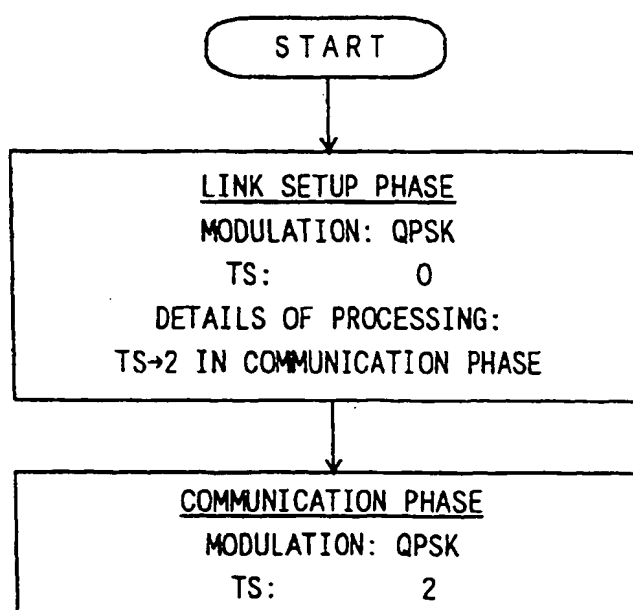 START
LINK SETUP PHASE
MODULATION: QPSK
TS: 0
DETAILS OF PROCESSING:
TS→2 IN COMMUNICATION PHASE
COMMUNICATION PHASE
MODULATION: QPSK
TS: 2